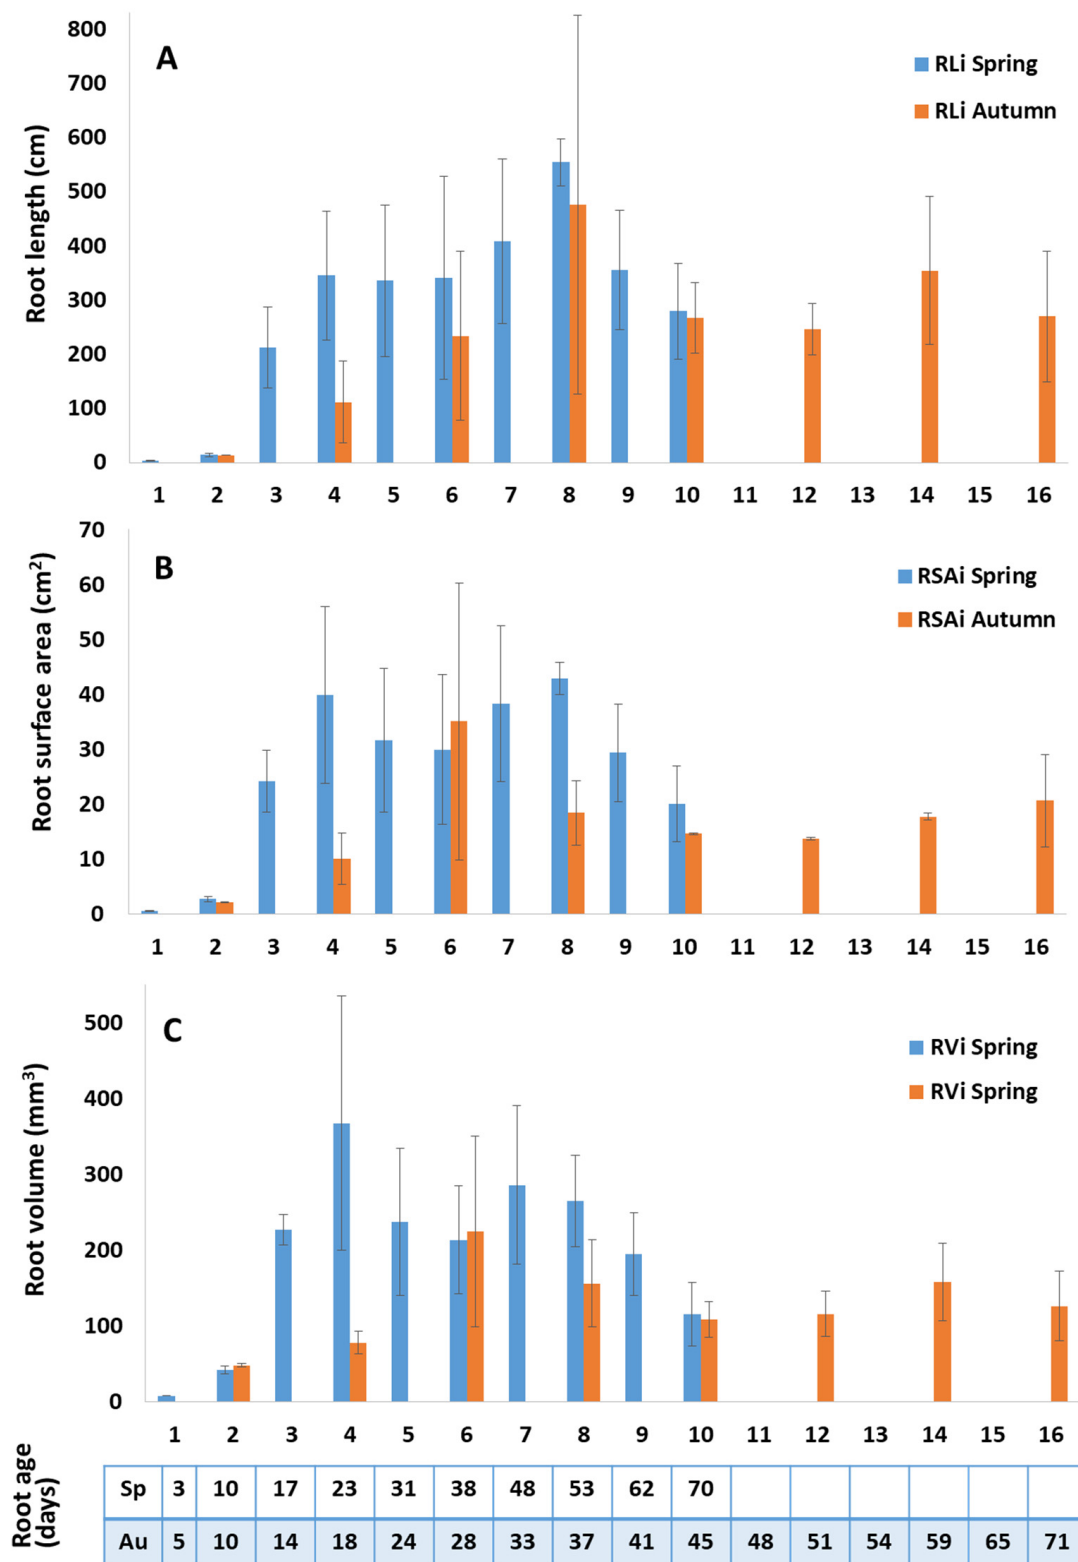 A
RLi Spring
RLi Autumn
Root length (cm)
800
700
600
500
400
300
200
100
0
1 2 3 4 5 6 7 8 9 10 11 12 13 14 15 16
B
RSAi Spring
RSAi Autumn
Root surface area (cm²)
70
60
50
40
30
20
10
0
1 2 3 4 5 6 7 8 9 10 11 12 13 14 15 16
C
RVi Spring
RVi Spring
Root volume (mm³)
500
400
300
200
100
0
1 2 3 4 5 6 7 8 9 10 11 12 13 14 15 16
Root age
(days)
Sp 3 10 17 23 31 38 48 53 62 70
Au 5 10 14 18 24 28 33 37 41 45 48 51 54 59 65 71